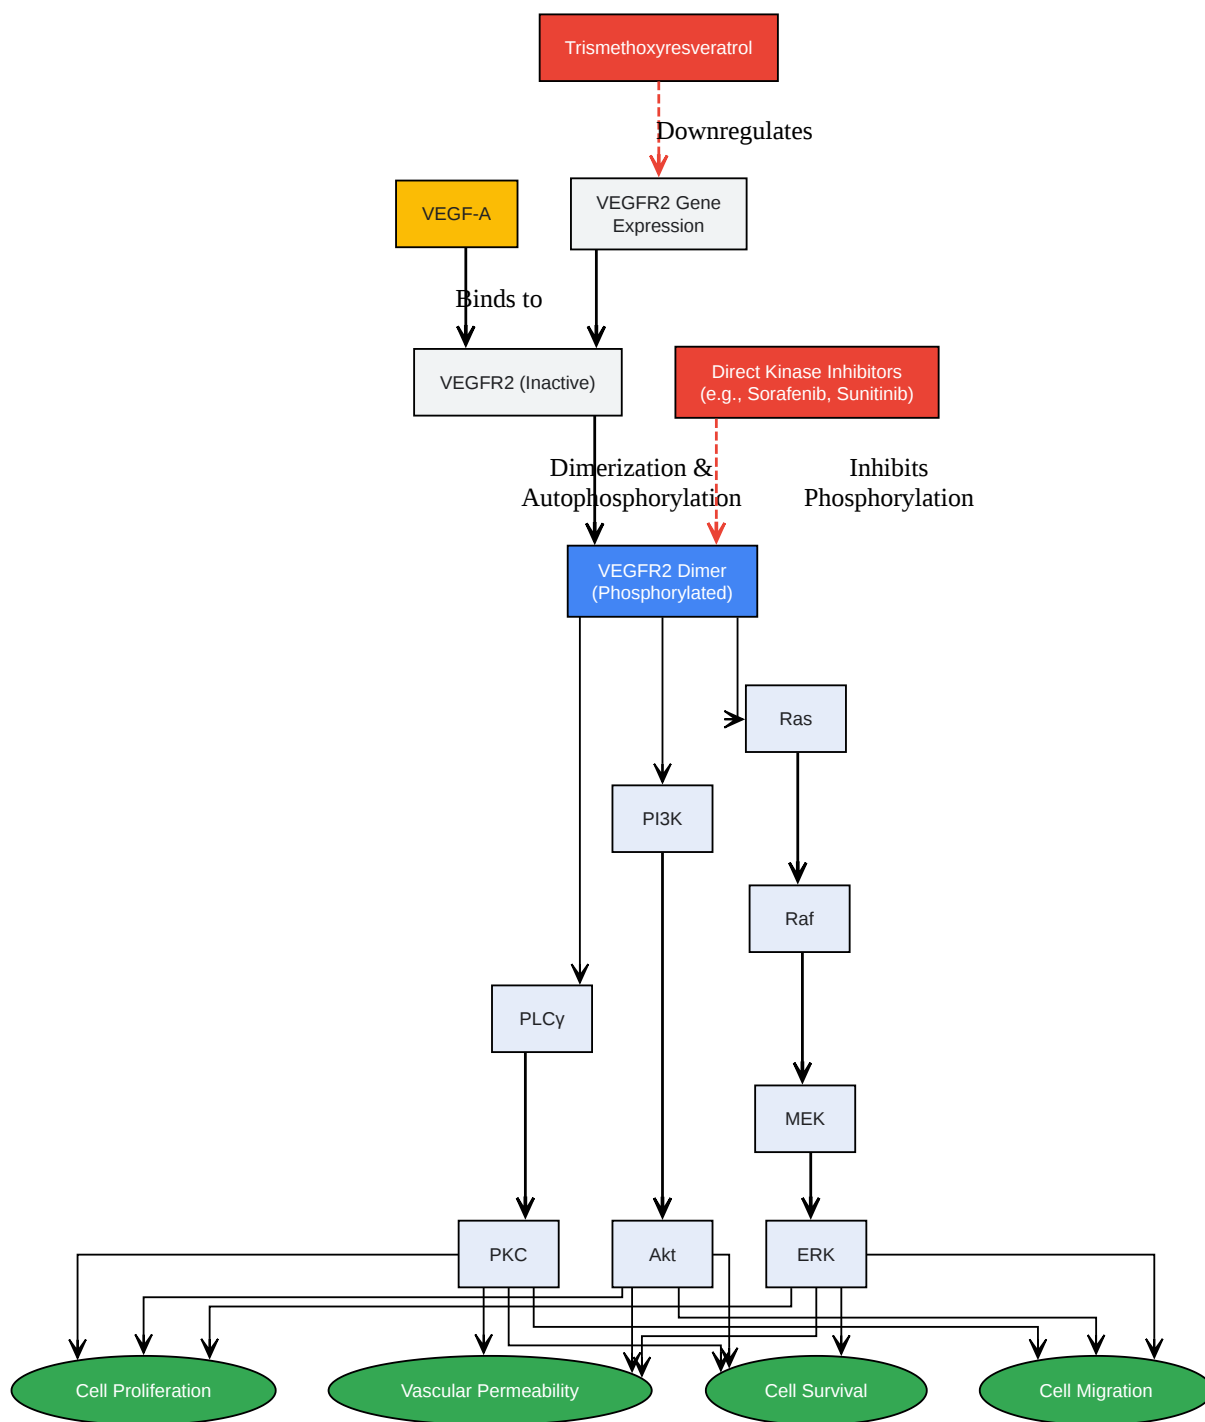 Trismethoxyresveratrol
Downregulates
VEGF-A
VEGFR2 Gene
Expression
Binds to
VEGFR2 (Inactive)
Direct Kinase Inhibitors
(e.g., Sorafenib, Sunitinib)
Dimerization &
Autophosphorylation
Inhibits
Phosphorylation
VEGFR2 Dimer
(Phosphorylated)
Ras
PI3K
Raf
PLCγ
MEK
PKC
Akt
ERK
Cell Proliferation
Vascular Permeability
Cell Survival
Cell Migration